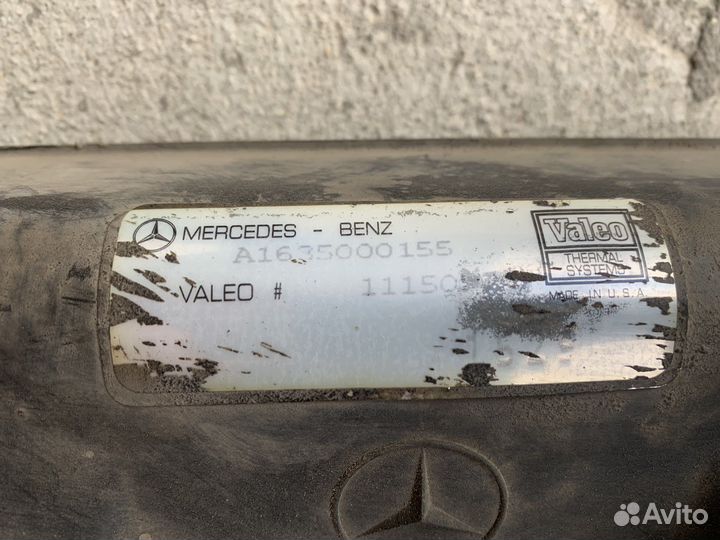 MERCEDES - BENZ
A1635000155
VALEO #
Valeo
THERMAL
SYSTEMS
MADE IN U.S.A
Avito